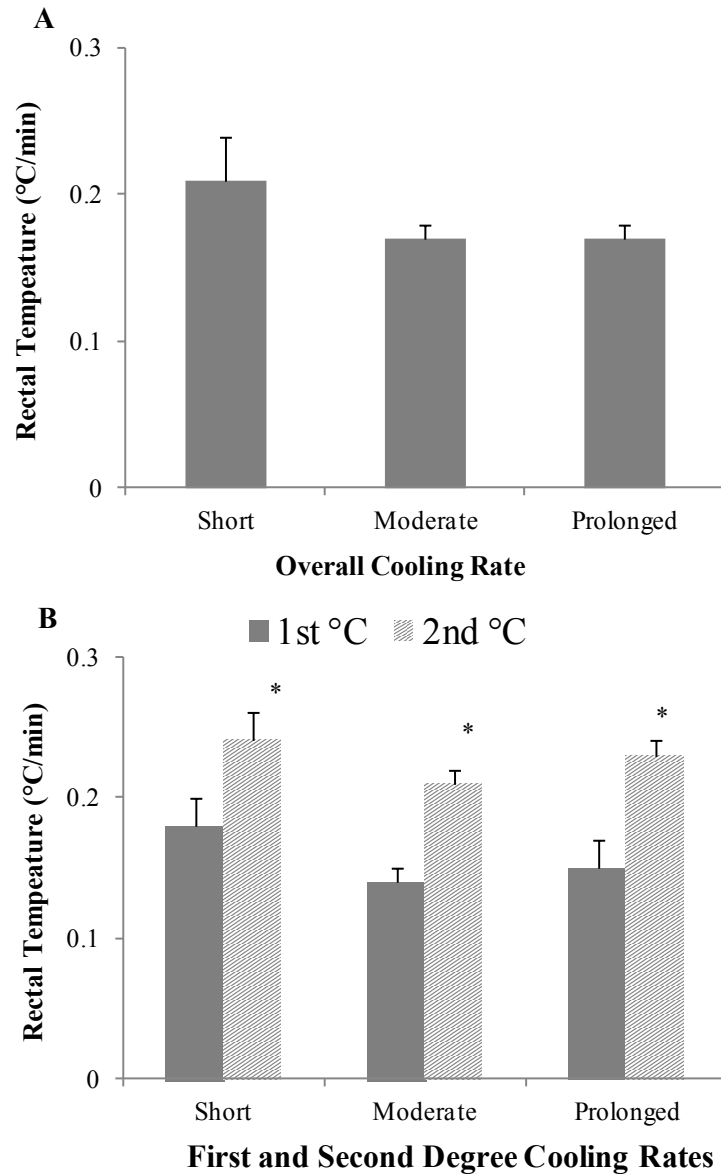 A
0.3
0.2
0.1
0
Rectal Tempeature (°C/min)
Short Moderate Prolonged
Overall Cooling Rate
B
1st °C 2nd °C
0.3
0.2
0.1
0
Rectal Tempeature (°C/min)
* * *
Short Moderate Prolonged
First and Second Degree Cooling Rates